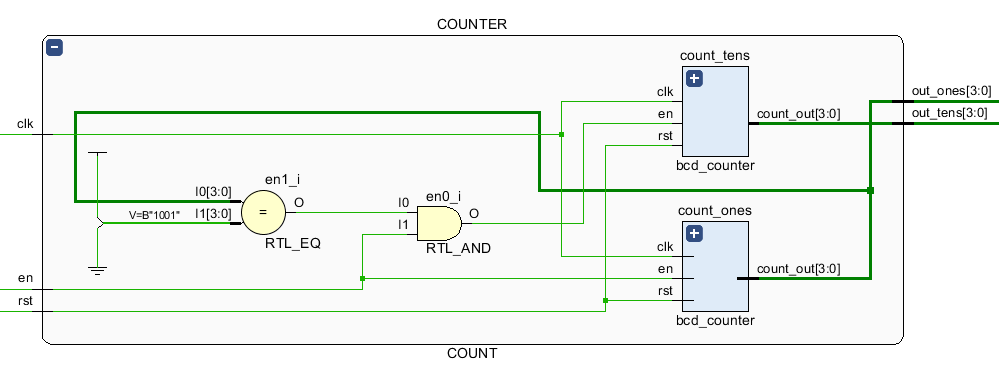 COUNTER
count_tens
clk
en
rst
count_out[3:0]
bcd_counter
out_ones[3:0]
out_tens[3:0]
clk
en1_i
I0[3:0]
I1[3:0]
V=B"1001"
=
O
RTL_EQ
en0_i
I0
I1
O
RTL_AND
count_ones
clk
en
rst
count_out[3:0]
bcd_counter
en
rst
COUNT